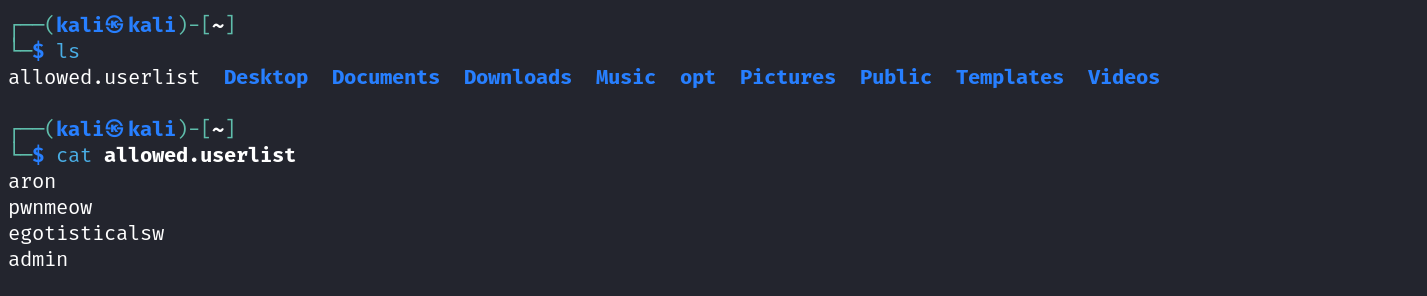 ┌──(kali㉿kali)-[~]
└─$ ls
allowed.userlist  Desktop  Documents  Downloads  Music  opt  Pictures  Public  Templates  Videos
┌──(kali㉿kali)-[~]
└─$ cat allowed.userlist
aron
pwnmeow
egotisticalsw
admin